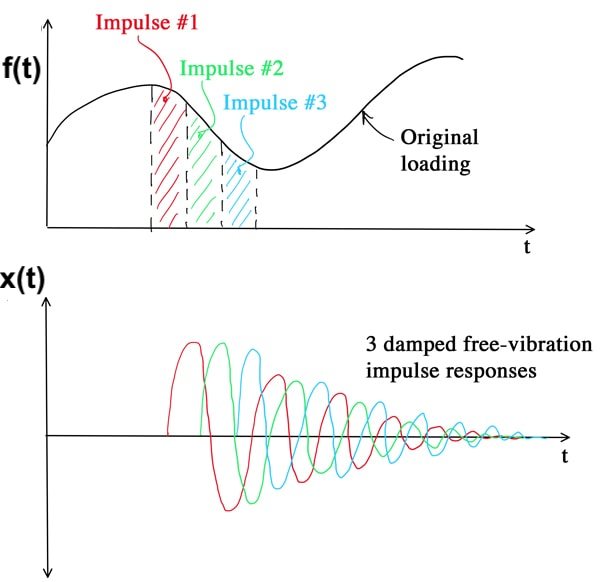 Impulse #1
f(t)
Impulse #2
Impulse #3
Original
loading
t
x(t)
3 damped free-vibration
impulse responses
t